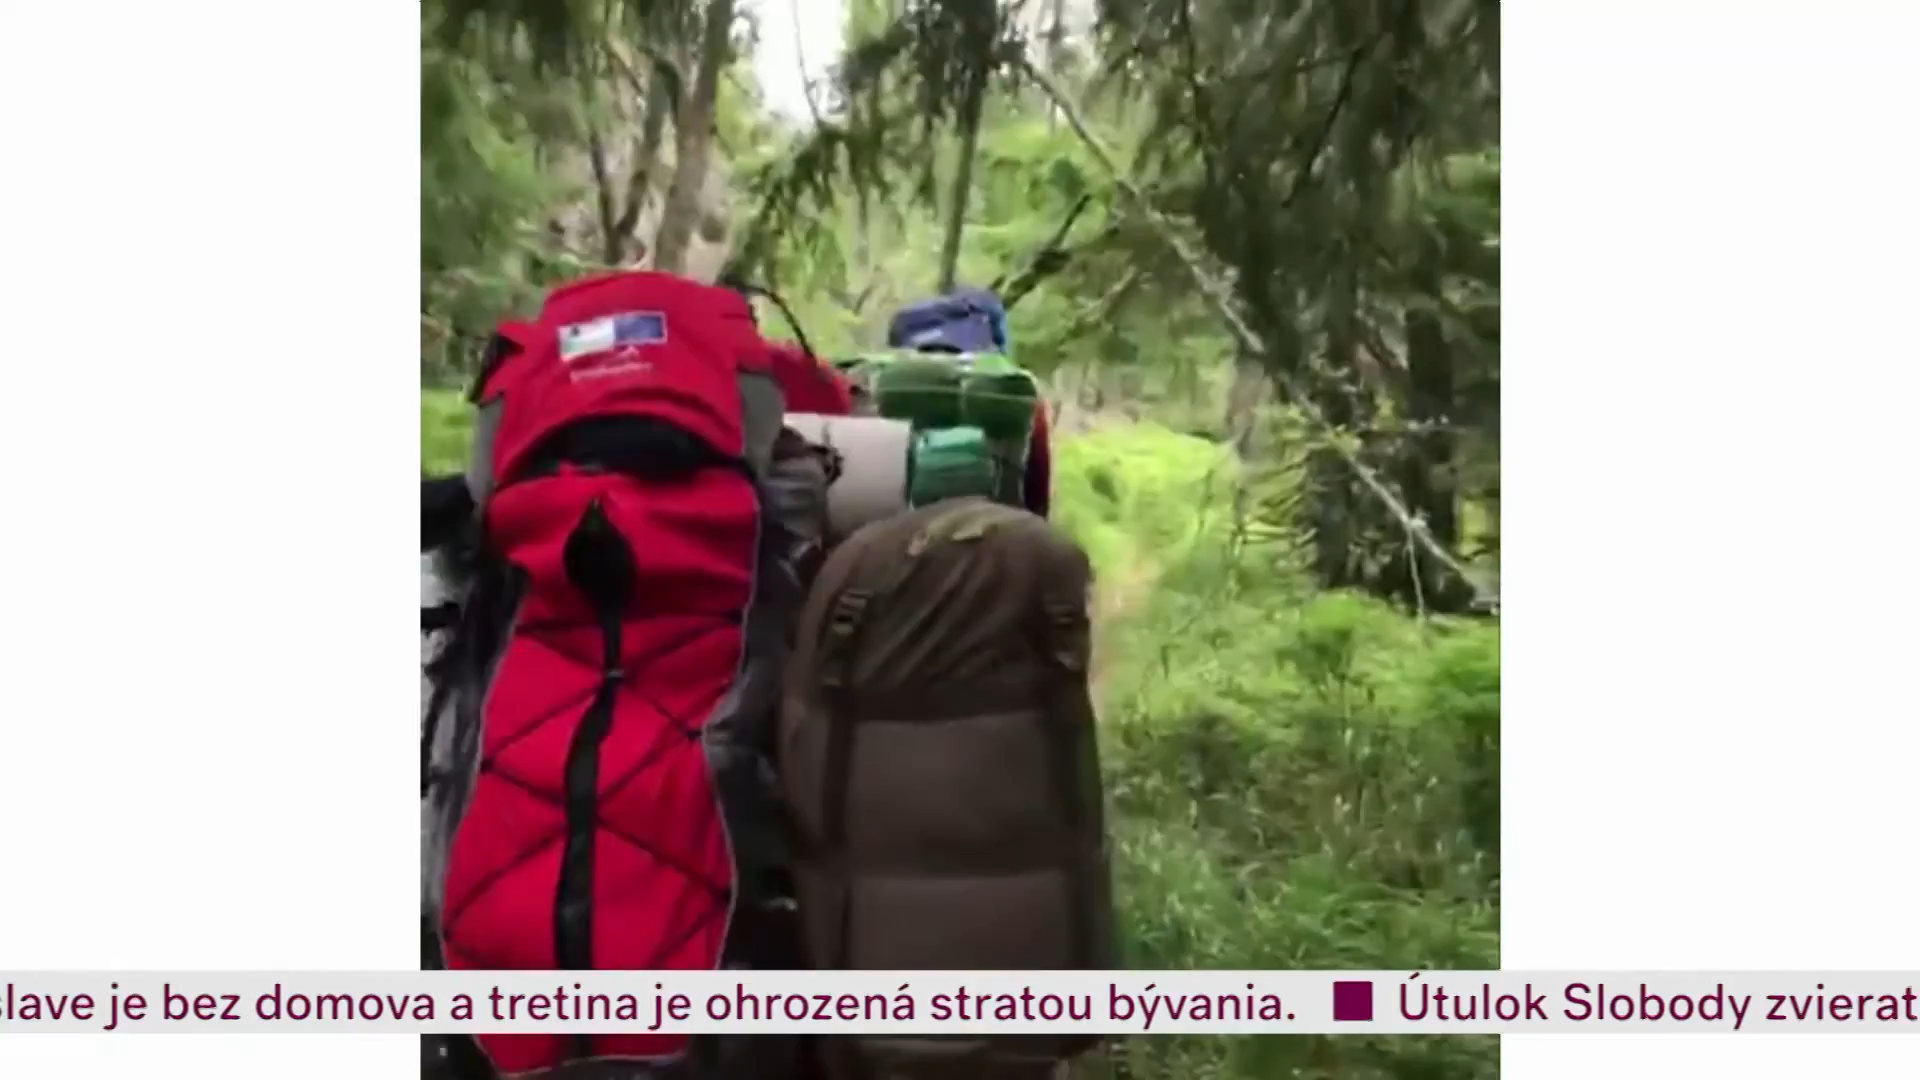 slave je bez domova a tretina je ohrozená stratou bývania. ■ Útulok Slobody zvierat